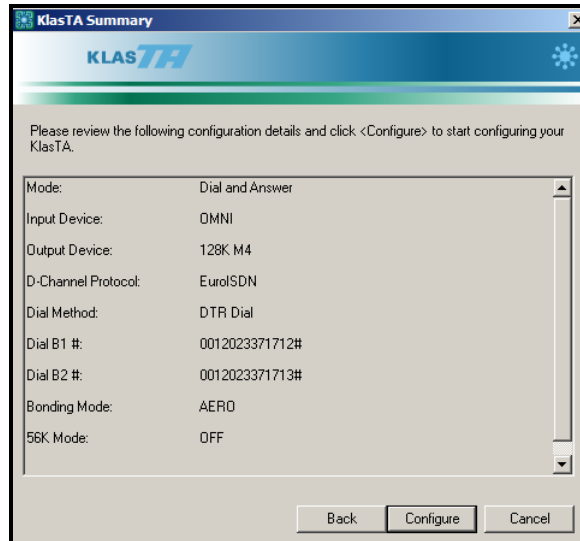 KlasTA Summary
KLAS TA
Please review the following configuration details and click <Configure> to start configuring your
KlasTA.
Mode: Dial and Answer
Input Device: OMNI
Output Device: 128K M4
D-Channel Protocol: EuroISDN
Dial Method: DTR Dial
Dial B1 #: 0012023371712#
Dial B2 #: 0012023371713#
Bonding Mode: AERO
56K Mode: OFF
Back Configure Cancel